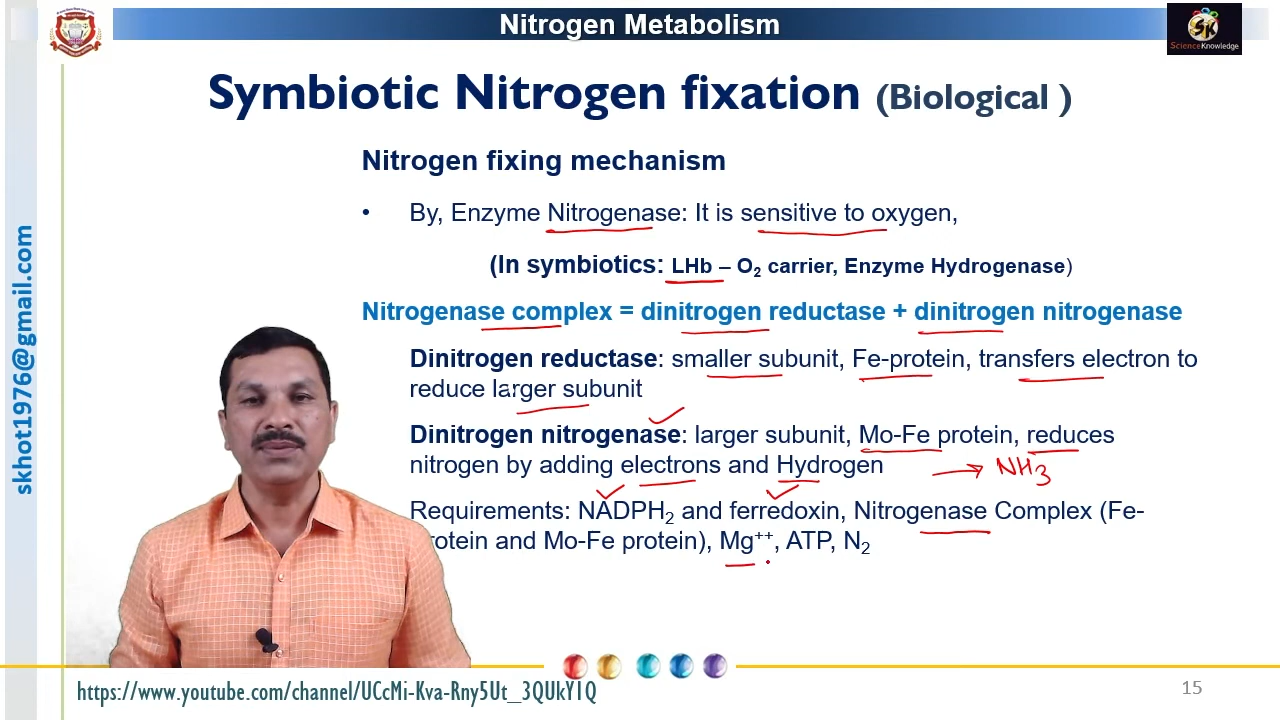 Nitrogen Metabolism
SK
ScienceKnowledge
Symbiotic Nitrogen fixation (Biological )
Nitrogen fixing mechanism
• By, Enzyme Nitrogenase: It is sensitive to oxygen,
(In symbiotics: LHb – O₂ carrier, Enzyme Hydrogenase)
Nitrogenase complex = dinitrogen reductase + dinitrogen nitrogenase
Dinitrogen reductase: smaller subunit, Fe-protein, transfers electron to
reduce larger subunit
Dinitrogen nitrogenase: larger subunit, Mo-Fe protein, reduces
nitrogen by adding electrons and Hydrogen → NH3
Requirements: NADPH₂ and ferredoxin, Nitrogenase Complex (Fe-
rotein and Mo-Fe protein), Mg⁺⁺, ATP, N₂
skhot1976@gmail.com
https://www.youtube.com/channel/UCcMi-Kva-Rny5Ut_3QUkY1Q
15